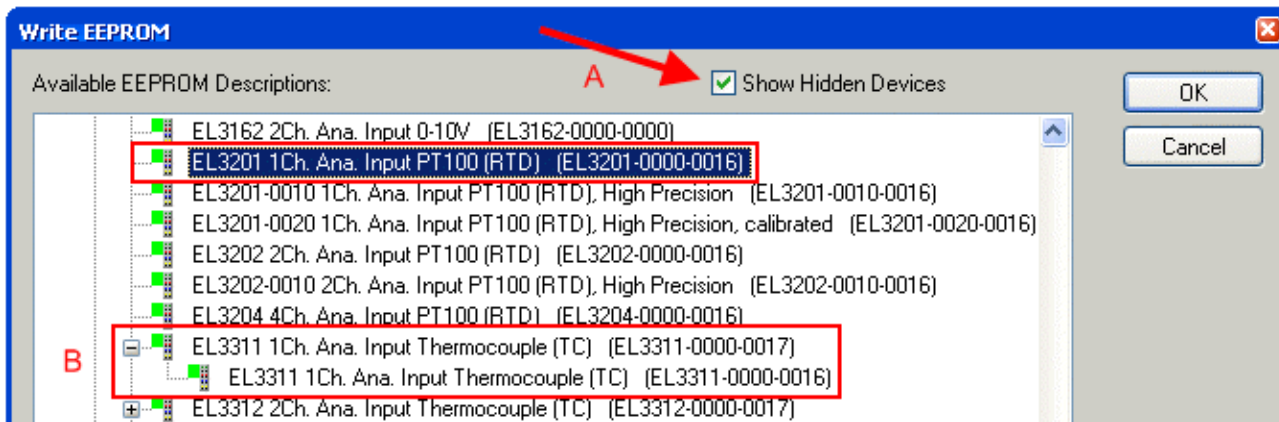 Write EEPROM
Available EEPROM Descriptions:
A
Show Hidden Devices
OK
Cancel
EL3162 2Ch. Ana. Input 0-10V (EL3162-0000-0000)
EL3201 1Ch. Ana. Input PT100 (RTD) (EL3201-0000-0016)
EL3201-0010 1Ch. Ana. Input PT100 (RTD), High Precision (EL3201-0010-0016)
EL3201-0020 1Ch. Ana. Input PT100 (RTD), High Precision, calibrated (EL3201-0020-0016)
EL3202 2Ch. Ana. Input PT100 (RTD) (EL3202-0000-0016)
EL3202-0010 2Ch. Ana. Input PT100 (RTD), High Precision (EL3202-0010-0016)
EL3204 4Ch. Ana. Input PT100 (RTD) (EL3204-0000-0016)
B
EL3311 1Ch. Ana. Input Thermocouple (TC) (EL3311-0000-0017)
EL3311 1Ch. Ana. Input Thermocouple (TC) (EL3311-0000-0016)
EL3312 2Ch. Ana. Input Thermocouple (TC) (EL3312-0000-0017)